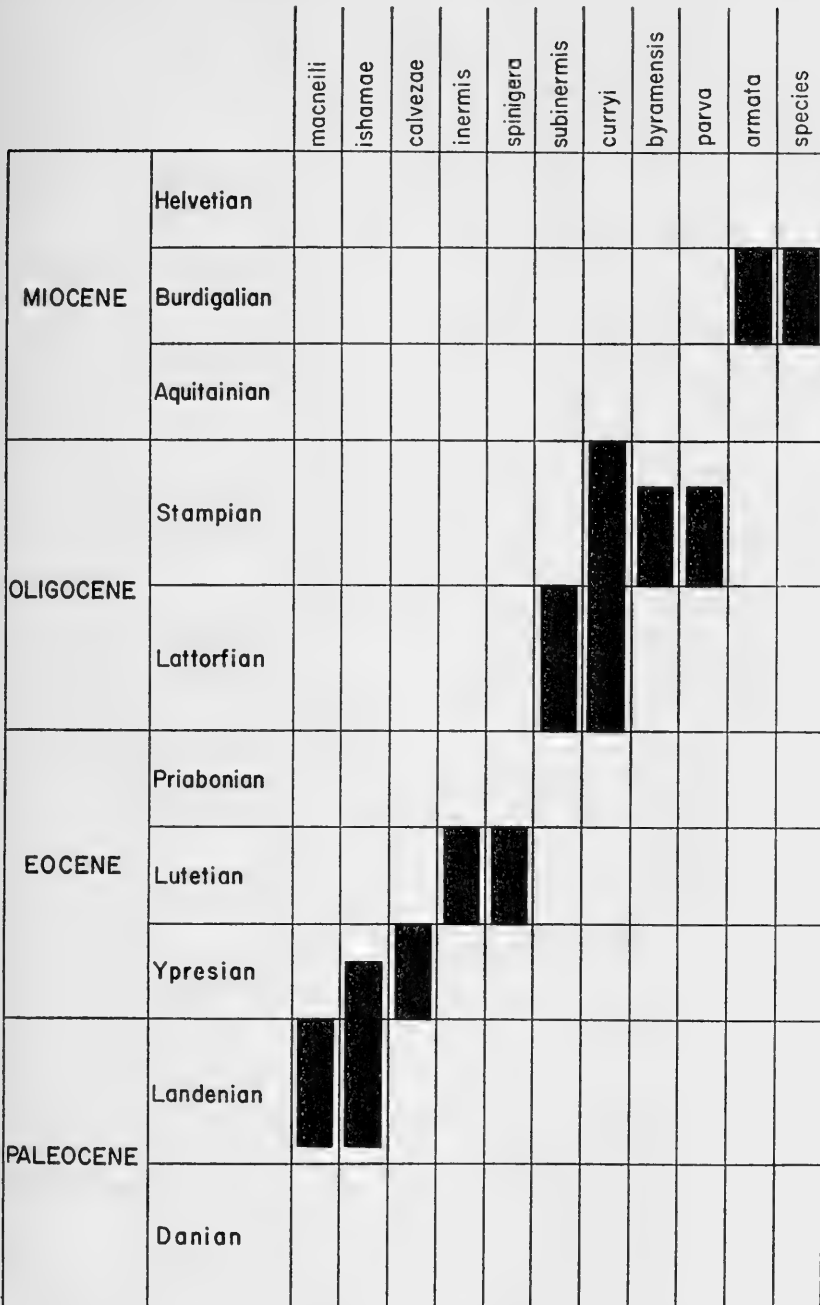 macneili
ishamae
calvezae
inermis
spinigera
subinermis
curryi
byramensis
parva
armata
species
MIOCENE
Helvetian
Burdigalian
Aquitainian
OLIGOCENE
Stampian
Lattorfian
EOCENE
Priabonian
Lutetian
Ypresian
PALEOCENE
Landenian
Danian